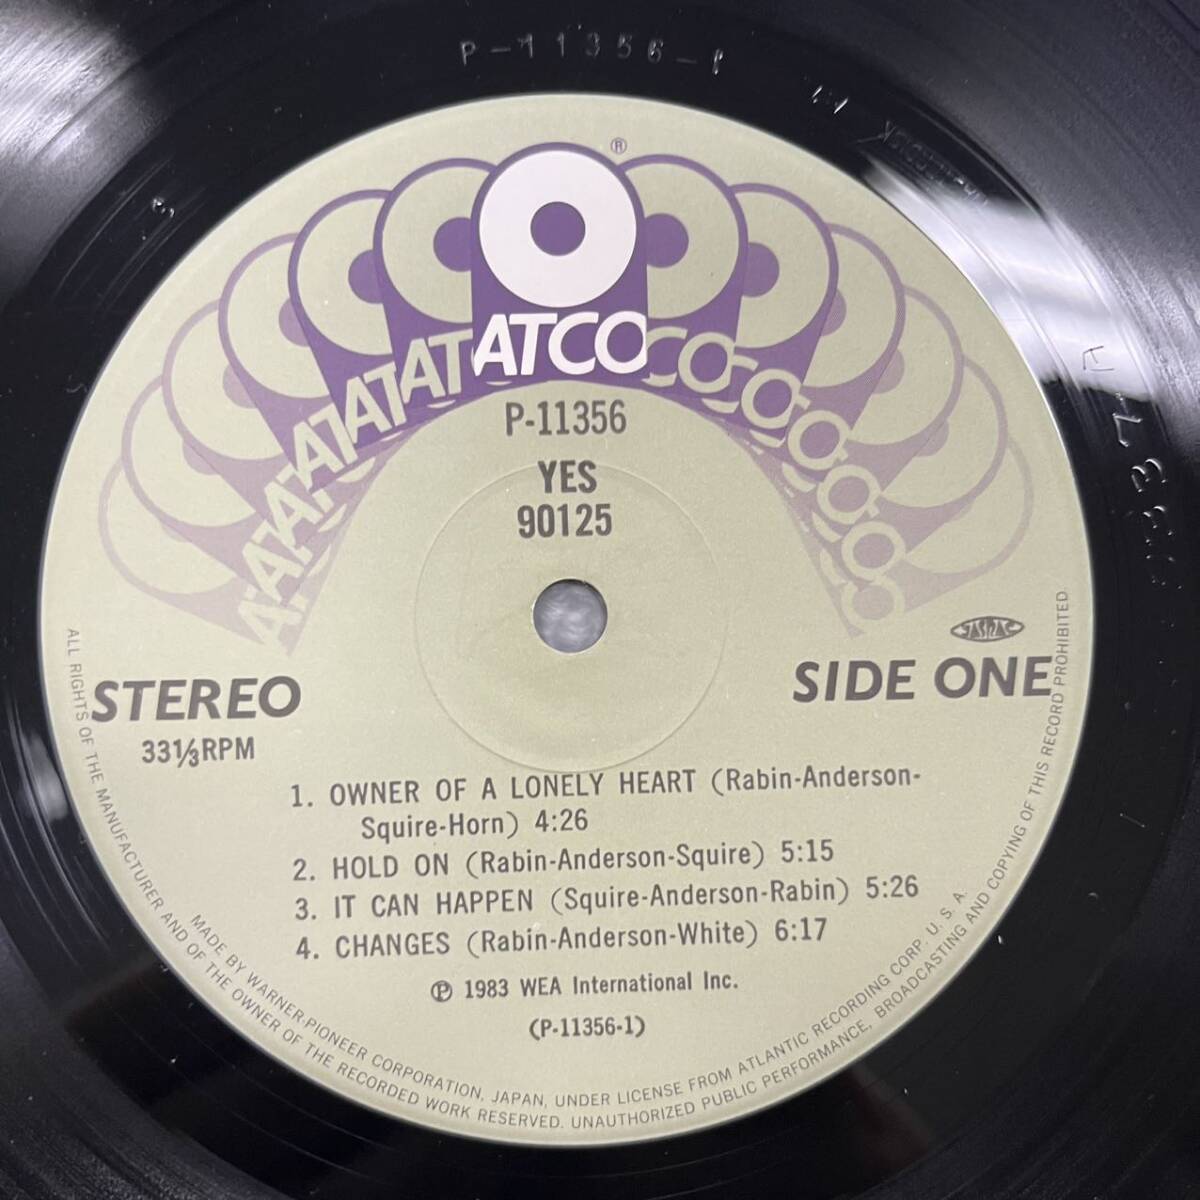 P-11356-1
®
ATCO
P-11356
YES
90125
JASRAC
STEREO
SIDE ONE
33⅓RPM
1. OWNER OF A LONELY HEART (Rabin-Anderson-
Squire-Horn) 4:26
2. HOLD ON (Rabin-Anderson-Squire) 5:15
3. IT CAN HAPPEN (Squire-Anderson-Rabin) 5:26
4. CHANGES (Rabin-Anderson-White) 6:17
℗ 1983 WEA International Inc.
(P-11356-1)
MADE BY WARNER-PIONEER CORPORATION, JAPAN, UNDER LICENSE FROM ATLANTIC RECORDING CORP. U. S. A.
ALL RIGHTS OF THE MANUFACTURER AND OF THE OWNER OF THE RECORDED WORK RESERVED. UNAUTHORIZED PUBLIC PERFORMANCE, BROADCASTING AND COPYING OF THIS RECORD PROHIBITED.